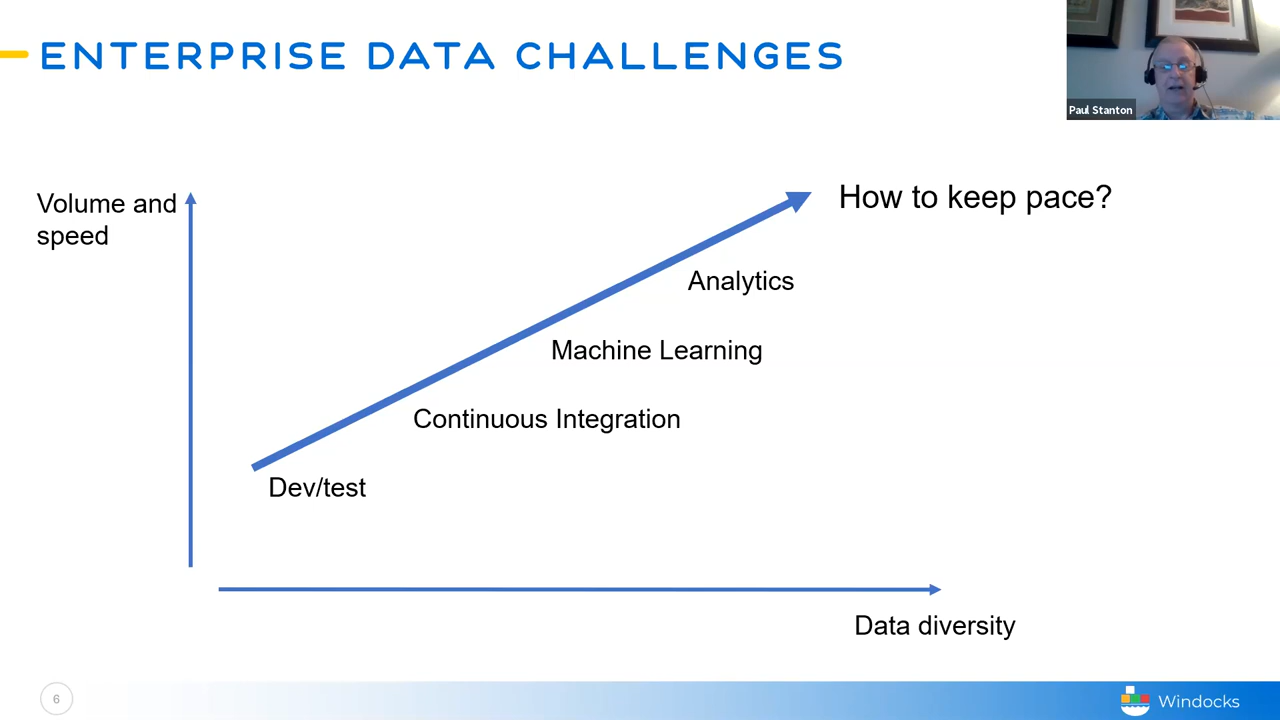 ENTERPRISE DATA CHALLENGES
Paul Stanton
Volume and
speed
How to keep pace?
Analytics
Machine Learning
Continuous Integration
Dev/test
Data diversity
6
Windocks